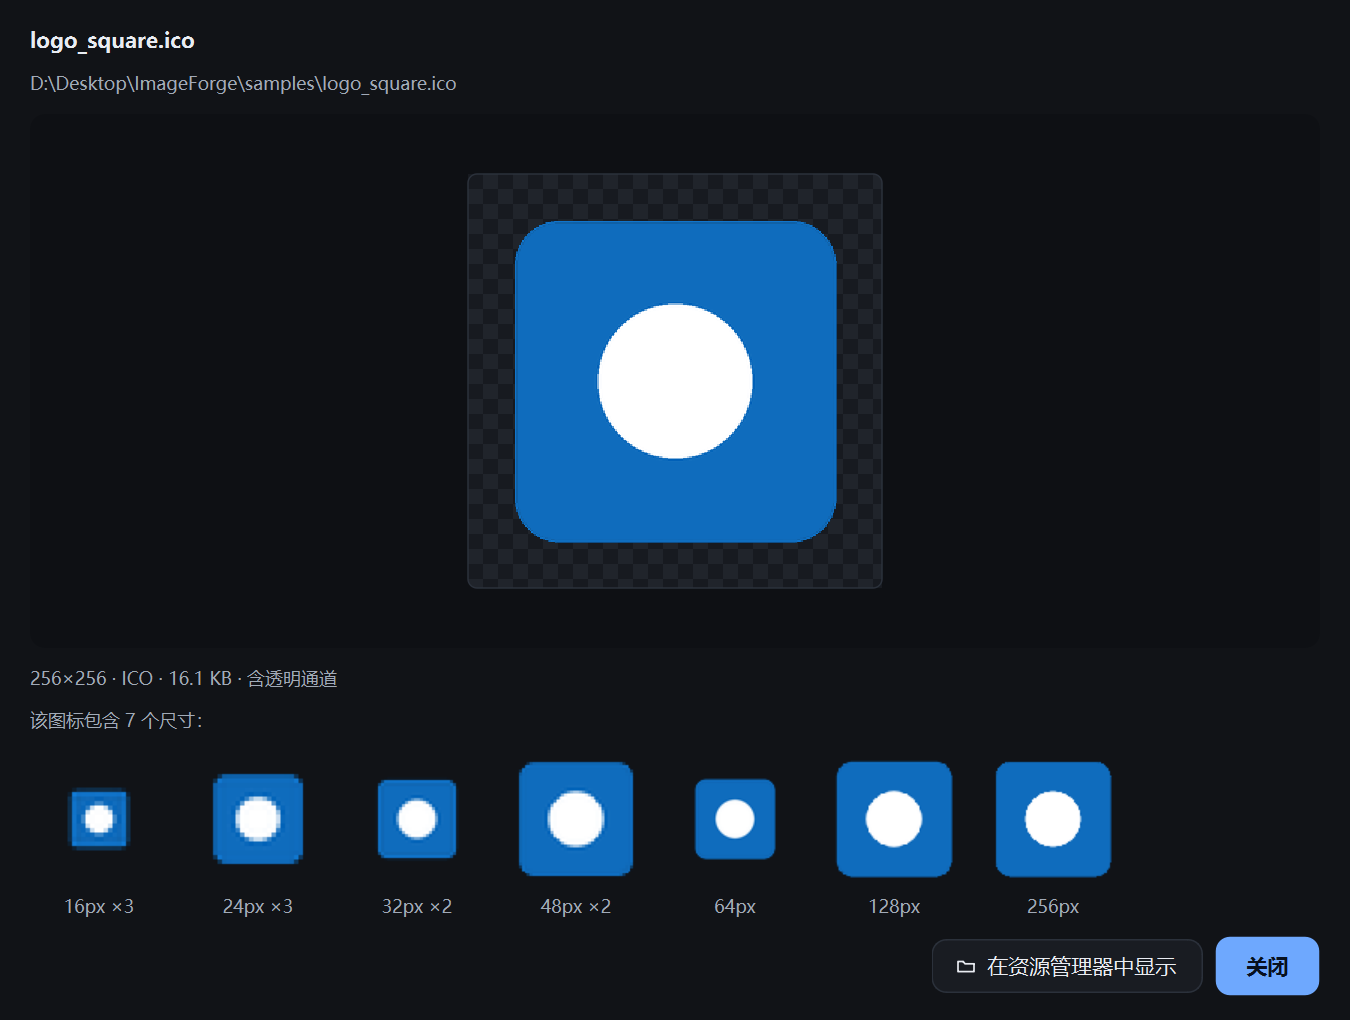 logo_square.ico
D:\Desktop\ImageForge\samples\logo_square.ico
256×256 · ICO · 16.1 KB · 含透明通道
该图标包含 7 个尺寸：
16px ×3
24px ×3
32px ×2
48px ×2
64px
128px
256px
在资源管理器中显示
关闭